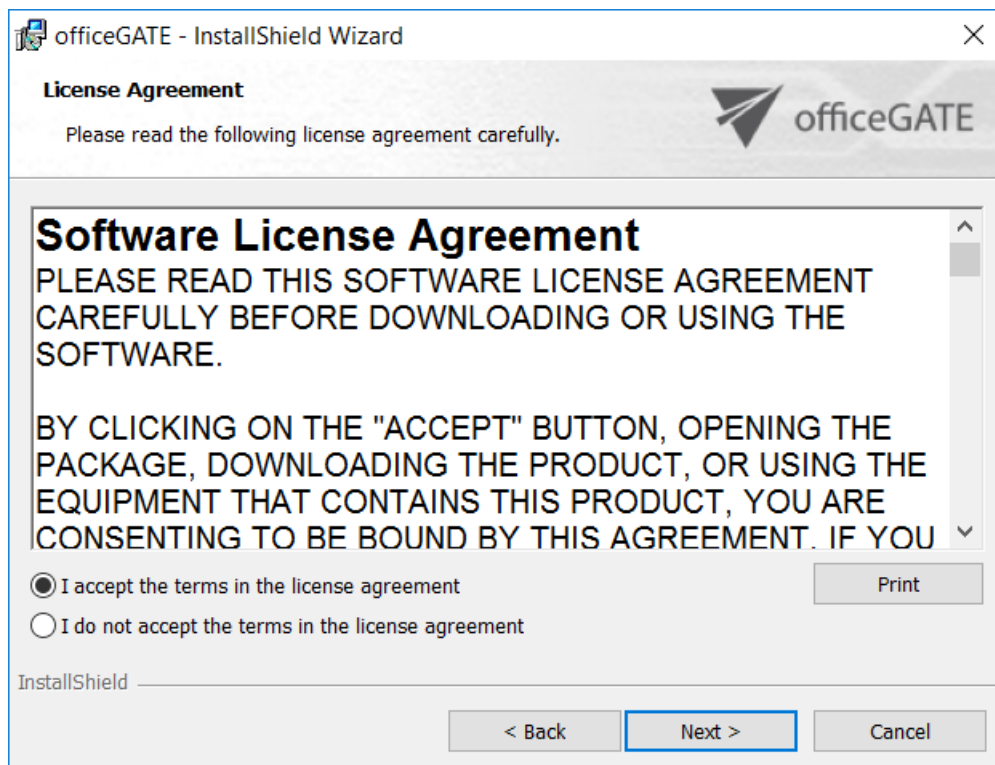 officeGATE - InstallShield Wizard
License Agreement
Please read the following license agreement carefully.
officeGATE
Software License Agreement
PLEASE READ THIS SOFTWARE LICENSE AGREEMENT
CAREFULLY BEFORE DOWNLOADING OR USING THE
SOFTWARE.
BY CLICKING ON THE "ACCEPT" BUTTON, OPENING THE
PACKAGE, DOWNLOADING THE PRODUCT, OR USING THE
EQUIPMENT THAT CONTAINS THIS PRODUCT, YOU ARE
CONSENTING TO BE BOUND BY THIS AGREEMENT. IF YOU
I accept the terms in the license agreement
Print
I do not accept the terms in the license agreement
InstallShield
< Back
Next >
Cancel